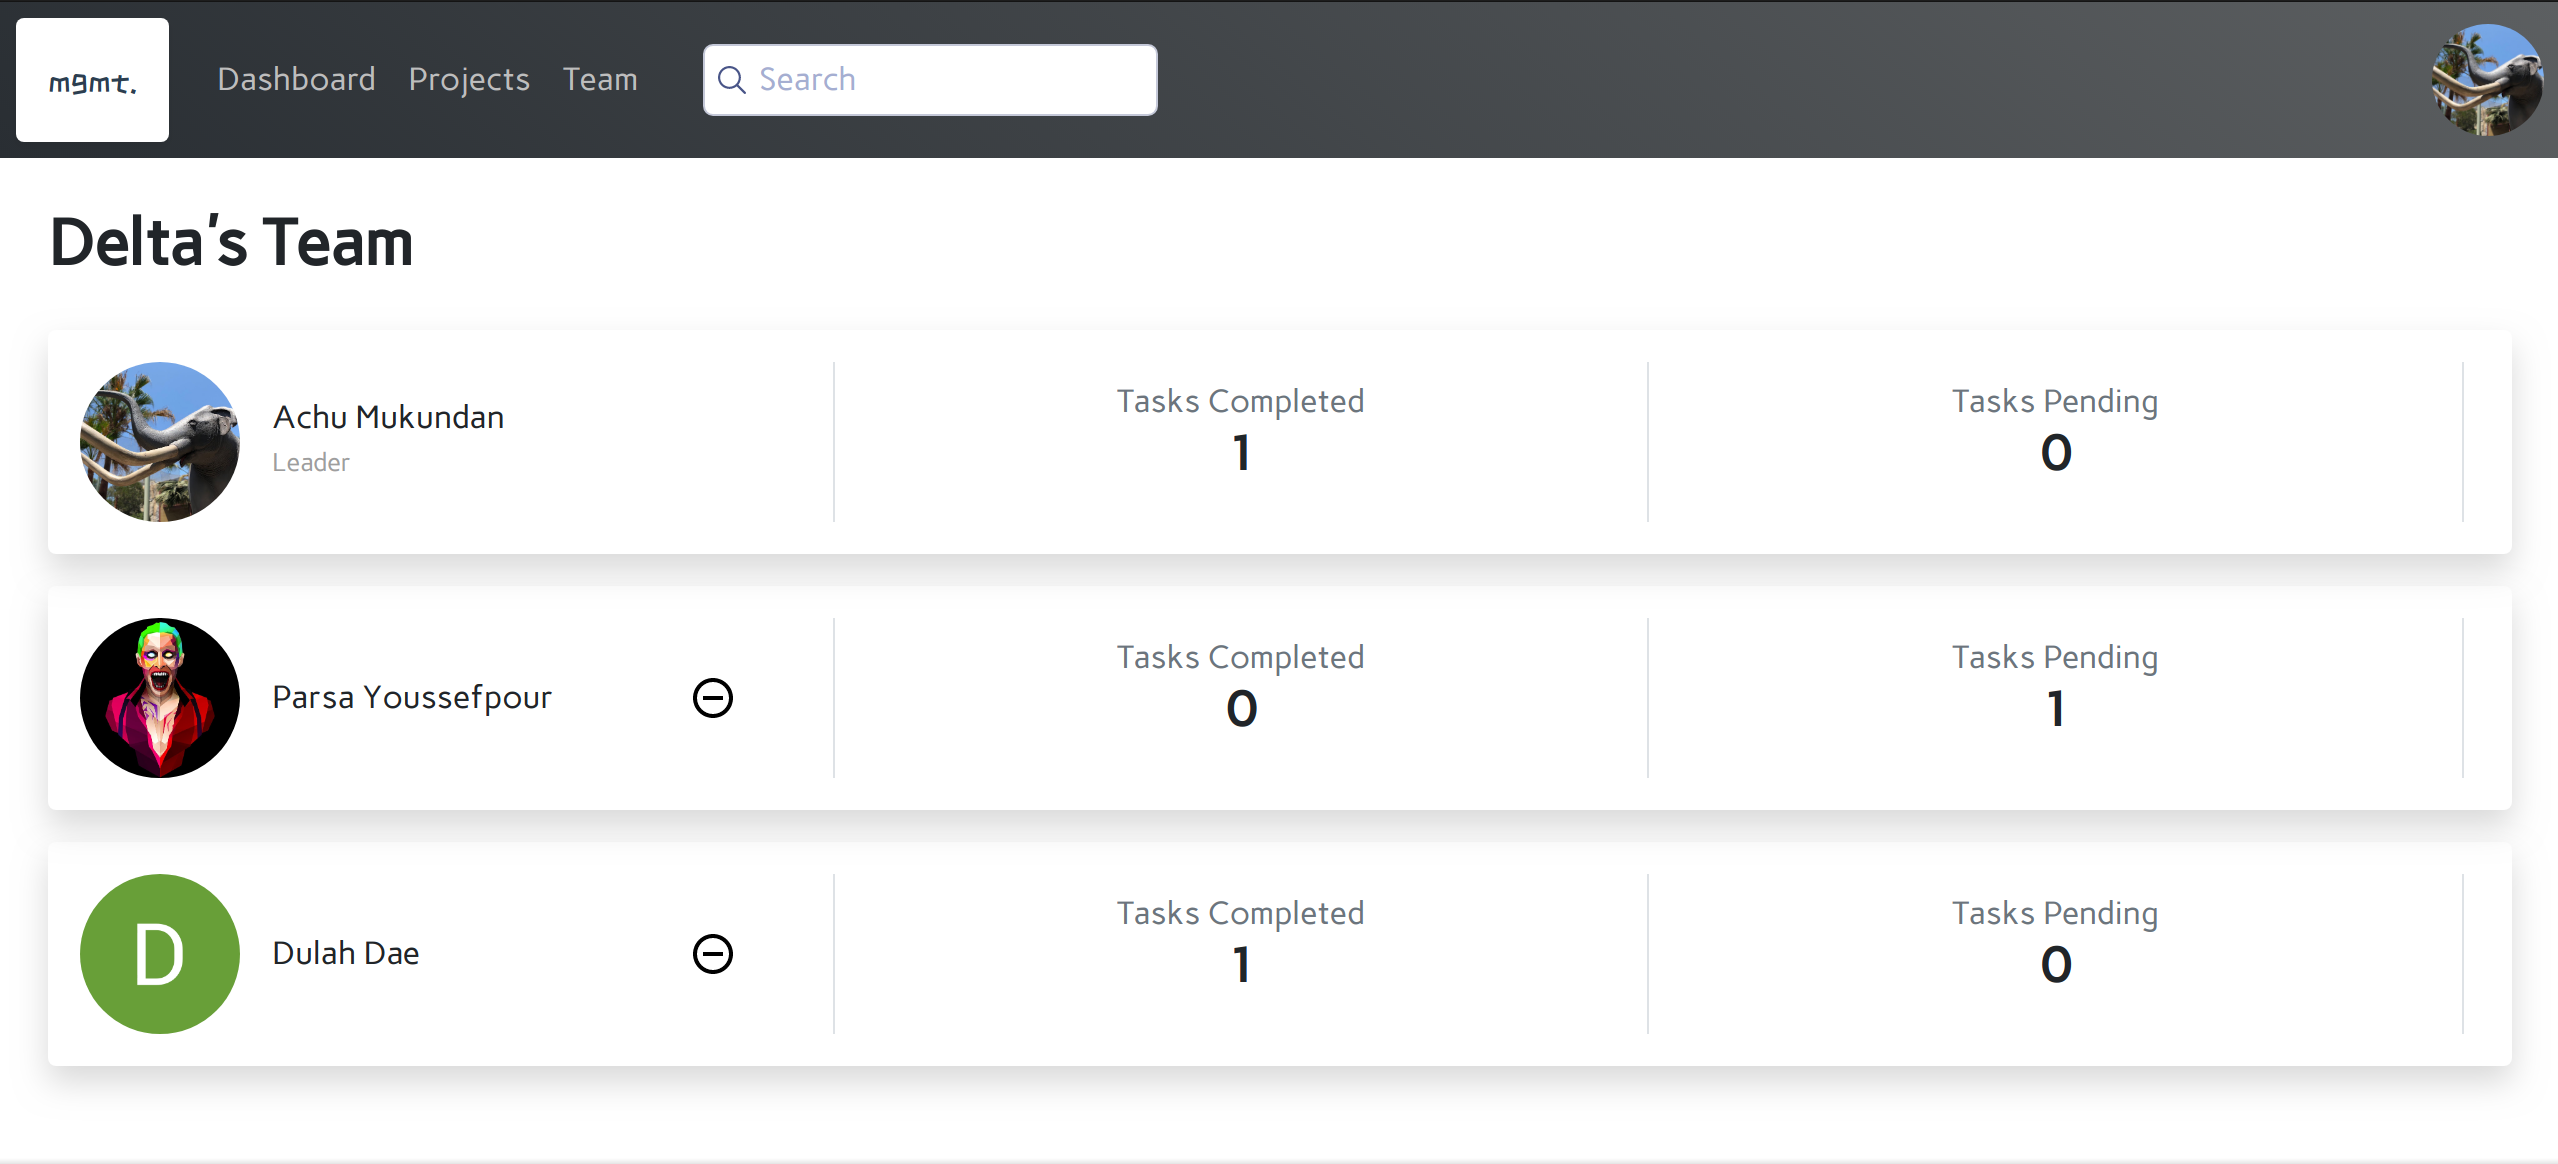 mgmt.
Dashboard Projects Team Search
Delta's Team
Achu Mukundan
Leader
Tasks Completed
1
Tasks Pending
0
Parsa Youssefpour
Tasks Completed
0
Tasks Pending
1
D
Dulah Dae
Tasks Completed
1
Tasks Pending
0